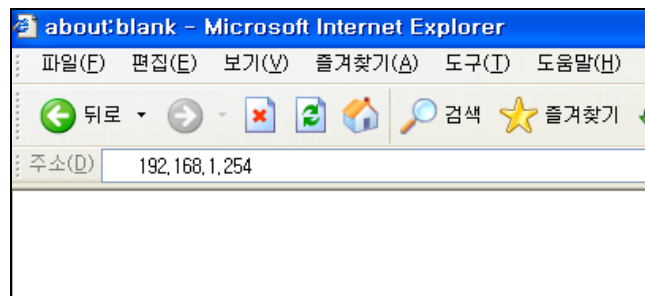 about:blank - Microsoft Internet Explorer
파일(F) 편집(E) 보기(V) 즐겨찾기(A) 도구(T) 도움말(H)
뒤로 검색 즐겨찾기
주소(D) 192.168.1.254